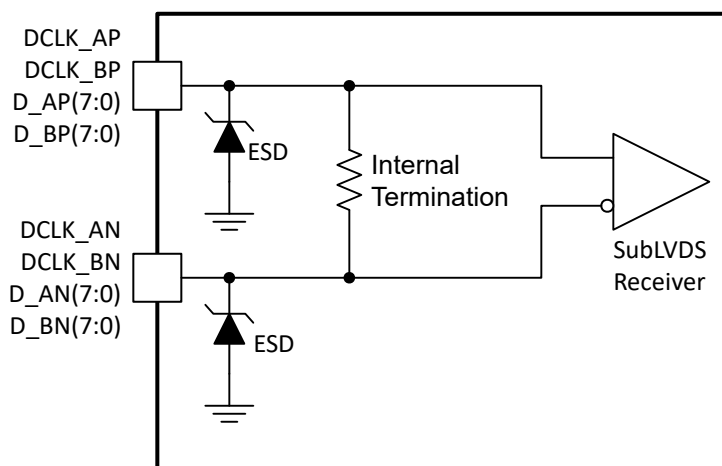 DCLK_AP
DCLK_BP
D_AP(7:0)
D_BP(7:0)
ESD
Internal
Termination
DCLK_AN
DCLK_BN
D_AN(7:0)
D_BN(7:0)
ESD
SubLVDS
Receiver